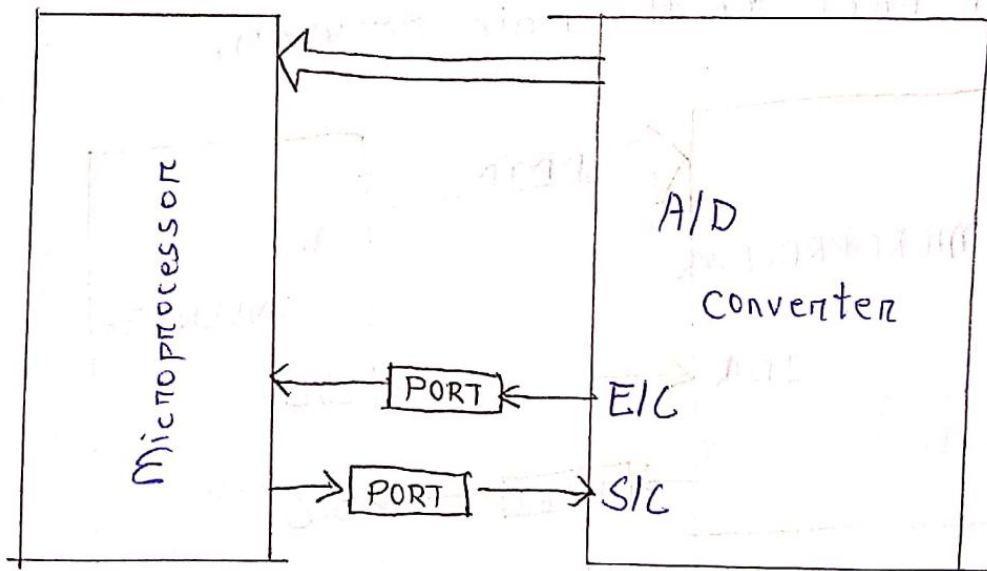 Microprocessor
A/D
Converter
PORT
E/C
PORT
S/C